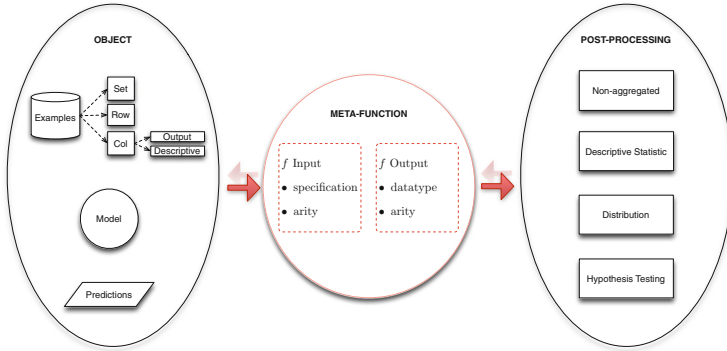 OBJECT
Examples
Set
Row
Col
Output
Descriptive
Model
Predictions
META-FUNCTION
f Input
• specification
• arity
f Output
• datatype
• arity
POST-PROCESSING
Non-aggregated
Descriptive Statistic
Distribution
Hypothesis Testing